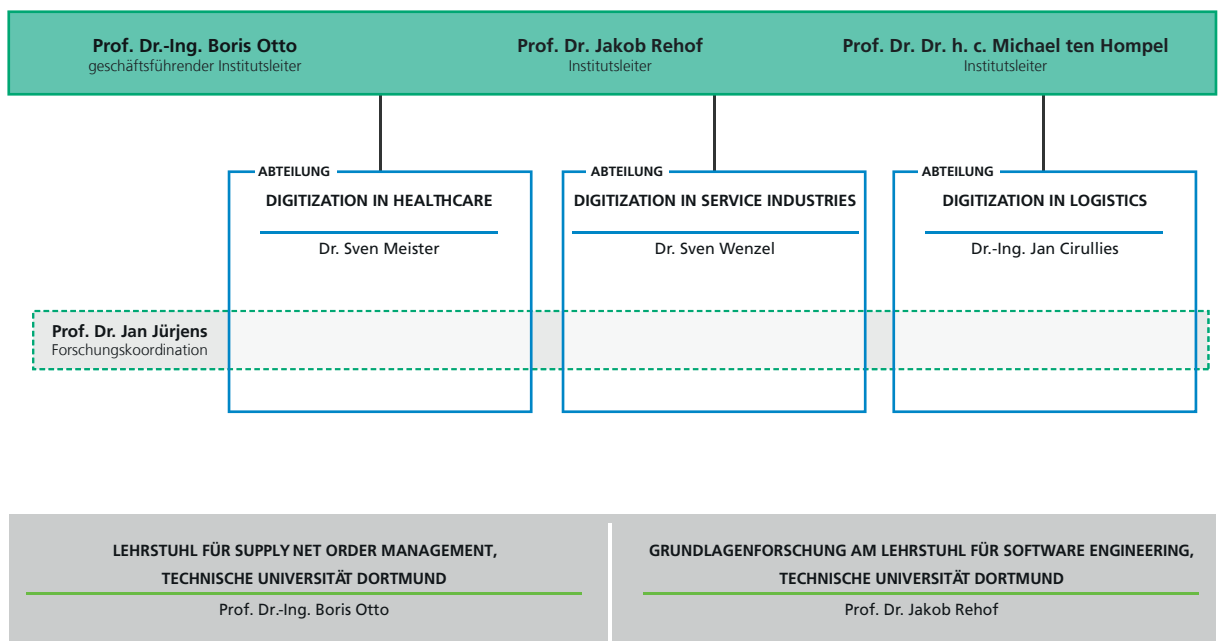 Prof. Dr.-Ing. Boris Otto
geschäftsführender Institutsleiter
Prof. Dr. Jakob Rehof
Institutsleiter
Prof. Dr. Dr. h. c. Michael ten Hompel
Institutsleiter
ABTEILUNG
DIGITIZATION IN HEALTHCARE
Dr. Sven Meister
ABTEILUNG
DIGITIZATION IN SERVICE INDUSTRIES
Dr. Sven Wenzel
ABTEILUNG
DIGITIZATION IN LOGISTICS
Dr.-Ing. Jan Cirullies
Prof. Dr. Jan Jürjens
Forschungskoordination
LEHRSTUHL FÜR SUPPLY NET ORDER MANAGEMENT,
TECHNISCHE UNIVERSITÄT DORTMUND
Prof. Dr.-Ing. Boris Otto
GRUNDLAGENFORSCHUNG AM LEHRSTUHL FÜR SOFTWARE ENGINEERING,
TECHNISCHE UNIVERSITÄT DORTMUND
Prof. Dr. Jakob Rehof